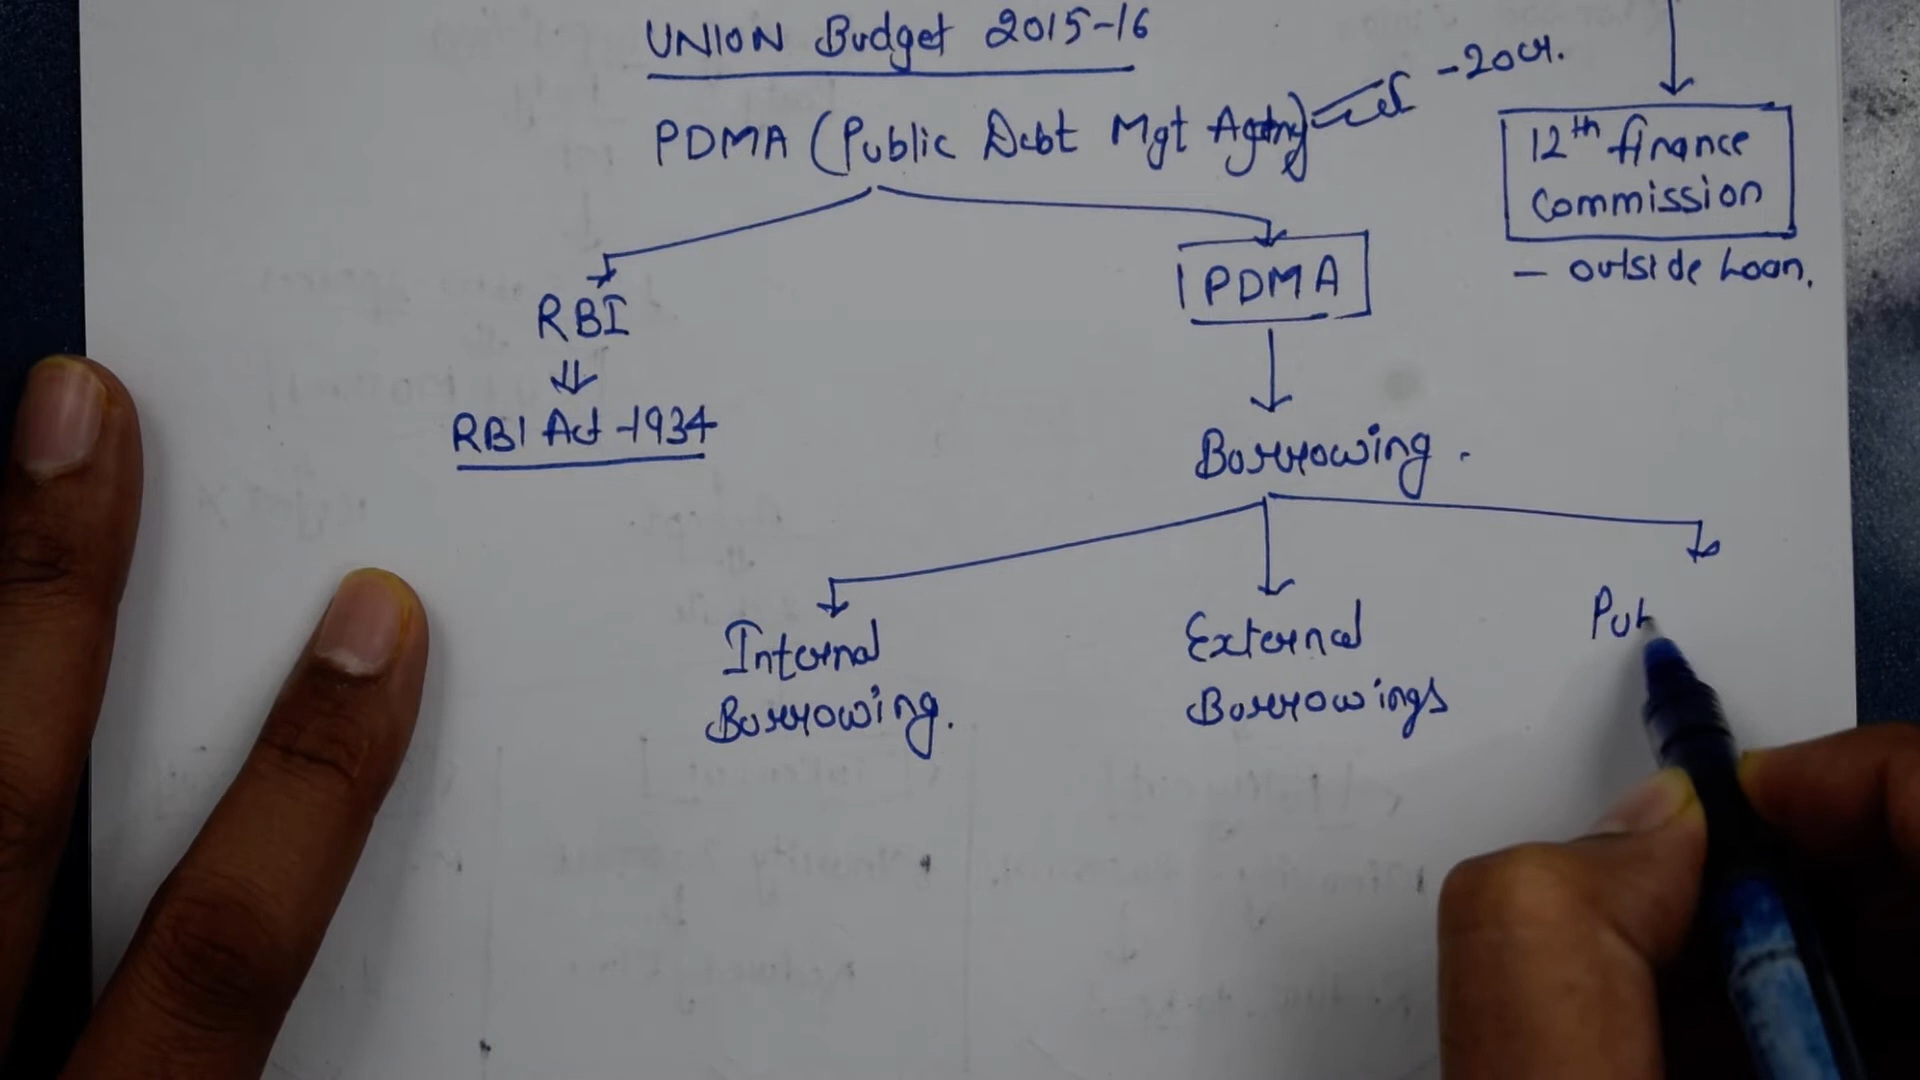 UNION Budget 2015-16
PDMA (Public Debt Mgt Agency)
-20cr.
12th finance
Commission
- outside Loan.
RBI
RBI Act -1934
PDMA
Borrowing.
Internal
Borrowing.
External
Borrowings
Pub